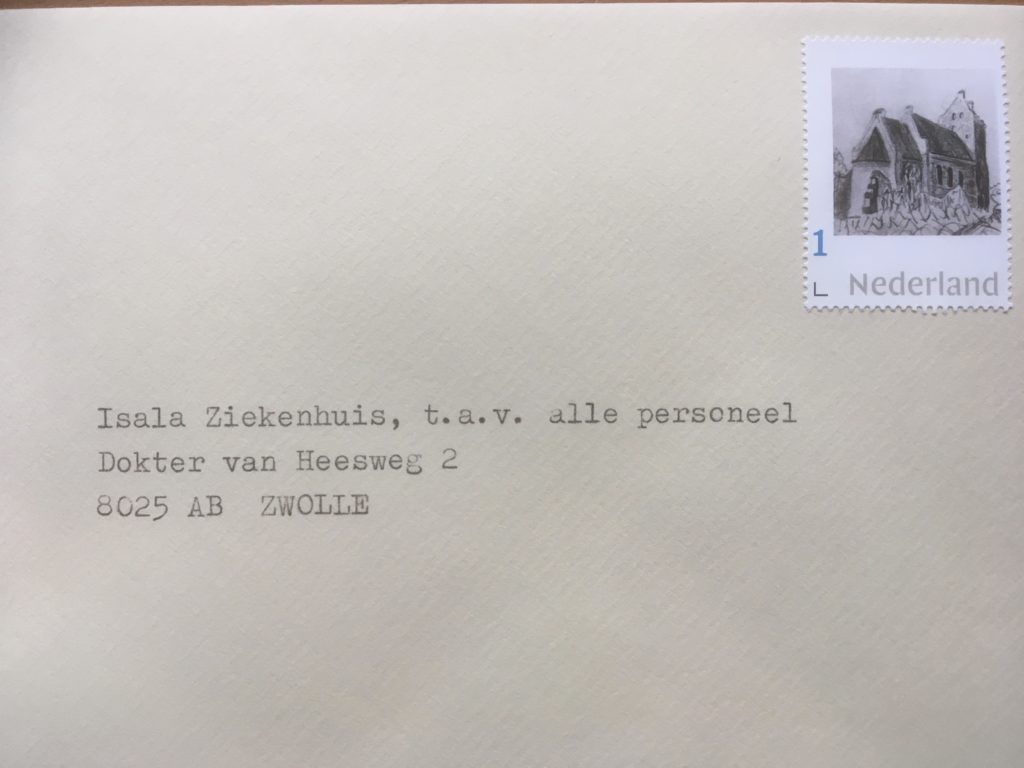 1
Nederland
Isala Ziekenhuis, t.a.v. alle personeel
Dokter van Heesweg 2
8025 AB  ZWOLLE